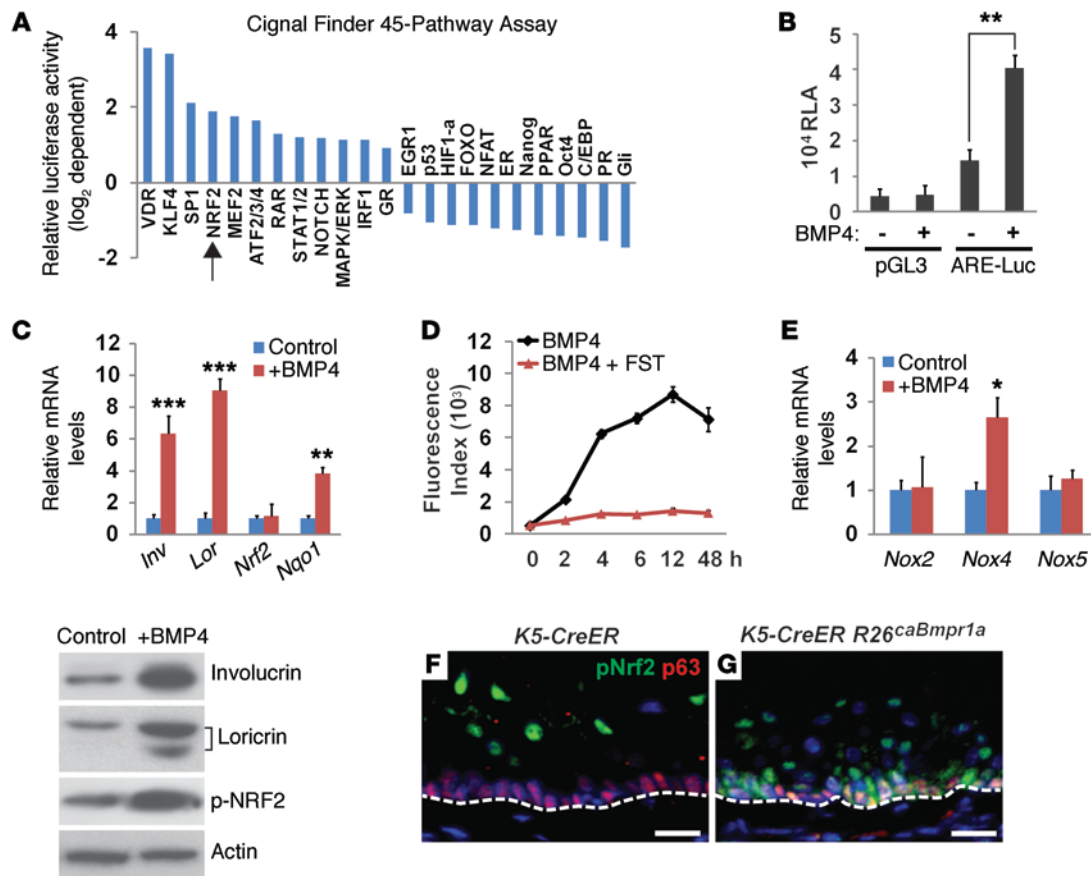 A
Cignal Finder 45-Pathway Assay
Relative luciferase activity
(log2 dependent)
4
2
0
-2
VDR
KLF4
SP1
NRF2
MEF2
ATF2/3/4
RAR
STAT1/2
NOTCH
MAPK/ERK
IRF1
GR
EGR1
p53
HIF1-a
FOXO
NFAT
ER
Nanog
PPAR
Oct4
C/EBP
PR
Gli
B
10⁴ RLA
5
4
3
2
1
0
**
BMP4: - + - +
pGL3 ARE-Luc
C
Relative mRNA
levels
12
10
8
6
4
2
0
Control
+BMP4
***
***
**
Inv Lor Nrf2 Nqo1
D
Fluorescence
Index (10³)
10
8
6
4
2
0
BMP4
BMP4 + FST
0 2 4 6 12 48 h
E
Relative mRNA
levels
4
3
2
1
0
Control
+BMP4
*
Nox2 Nox4 Nox5
Control +BMP4
Involucrin
Loricrin
p-NRF2
Actin
K5-CreER
K5-CreER R26caBmpr1a
F
pNrf2 p63
G